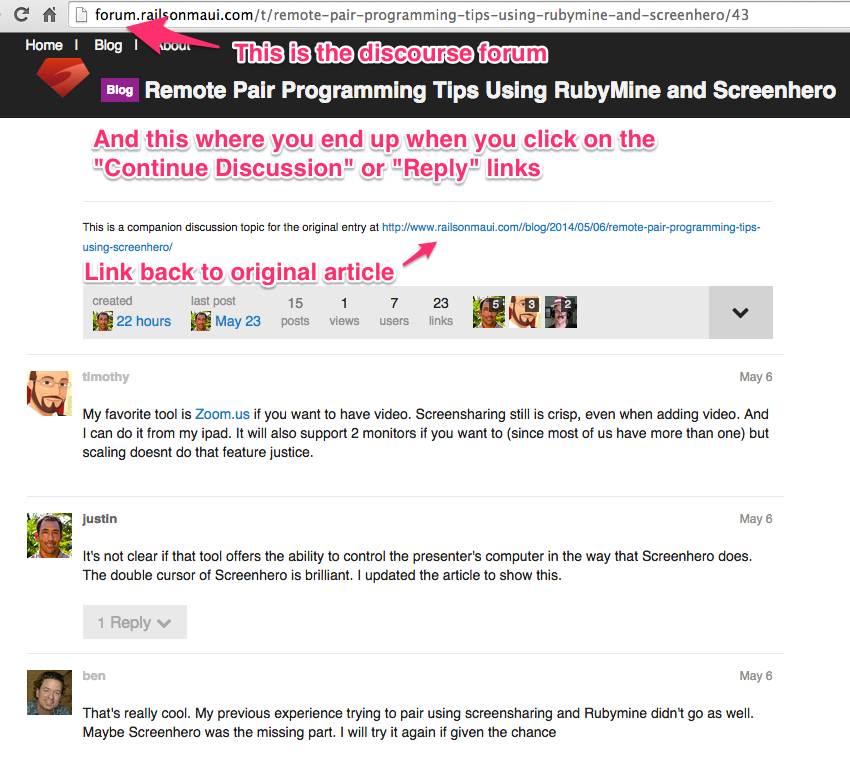 forum.railsonmaui.com/t/remote-pair-programming-tips-using-rubymine-and-screenhero/43
Home | Blog | About
This is the discourse forum
Blog Remote Pair Programming Tips Using RubyMine and Screenhero
And this where you end up when you click on the
"Continue Discussion" or "Reply" links
This is a companion discussion topic for the original entry at http://www.railsonmaui.com//blog/2014/05/06/remote-pair-programming-tips-
using-screenhero/
Link back to original article
created last post 15 1 7 23 5 3 2
22 hours May 23 posts views users links
timothy May 6
My favorite tool is Zoom.us if you want to have video. Screensharing still is crisp, even when adding video. And
I can do it from my ipad. It will also support 2 monitors if you want to (since most of us have more than one) but
scaling doesnt do that feature justice.
justin May 6
It's not clear if that tool offers the ability to control the presenter's computer in the way that Screenhero does.
The double cursor of Screenhero is brilliant. I updated the article to show this.
1 Reply
ben May 6
That's really cool. My previous experience trying to pair using screensharing and Rubymine didn't go as well.
Maybe Screenhero was the missing part. I will try it again if given the chance